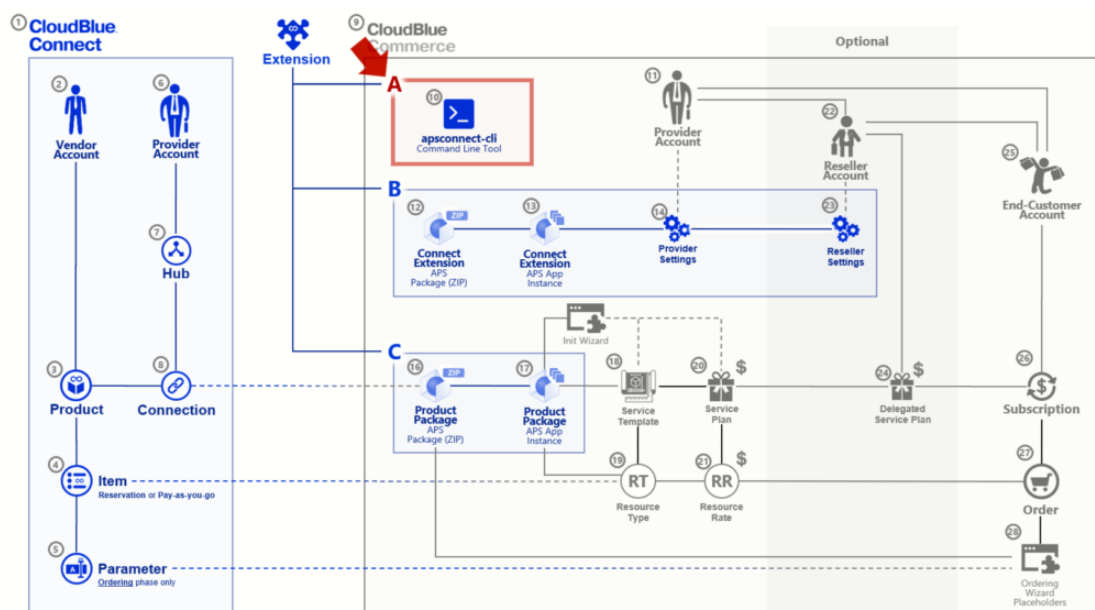 1
CloudBlue
Connect
Extension
9
CloudBlue
Commerce
Optional
2
Vendor
Account
6
Provider
Account
A
10
apsconnect-cli
Command Line Tool
11
Provider
Account
22
Reseller
Account
25
End-Customer
Account
B
12
ZIP
Connect
Extension
APS
Package (ZIP)
13
Connect
Extension
APS App
Instance
14
Provider
Settings
23
Reseller
Settings
7
Hub
Init Wizard
C
3
Product
8
Connection
16
ZIP
Product
Package
APS
Package (ZIP)
17
Product
Package
APS App
Instance
18
Service
Template
20
$
Service
Plan
24
$
Delegated
Service Plan
26
$
Subscription
4
Item
Reservation or Pay-as-you-go
19
RT
Resource
Type
21
$
RR
Resource
Rate
27
Order
5
A
Parameter
Ordering phase only
28
Ordering
Wizard
Placeholders